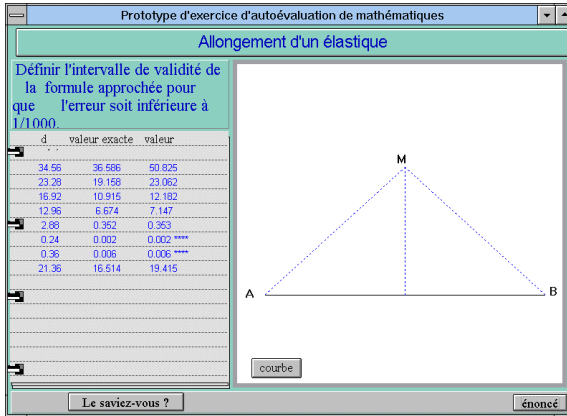 Prototype d'exercice d'autoévaluation de mathématiques
Allongement d'un élastique
Définir l'intervalle de validité de
la formule approchée pour
que l'erreur soit inférieure à
1/1000.
d valeur exacte valeur
34.56 36.586 50.825
23.28 19.158 23.062
16.92 10.915 12.182
12.96 6.674 7.147
2.88 0.352 0.353
0.24 0.002 0.002 ****
0.36 0.006 0.006 ****
21.36 16.514 19.415
M
A B
courbe
Le saviez-vous ?
énoncé